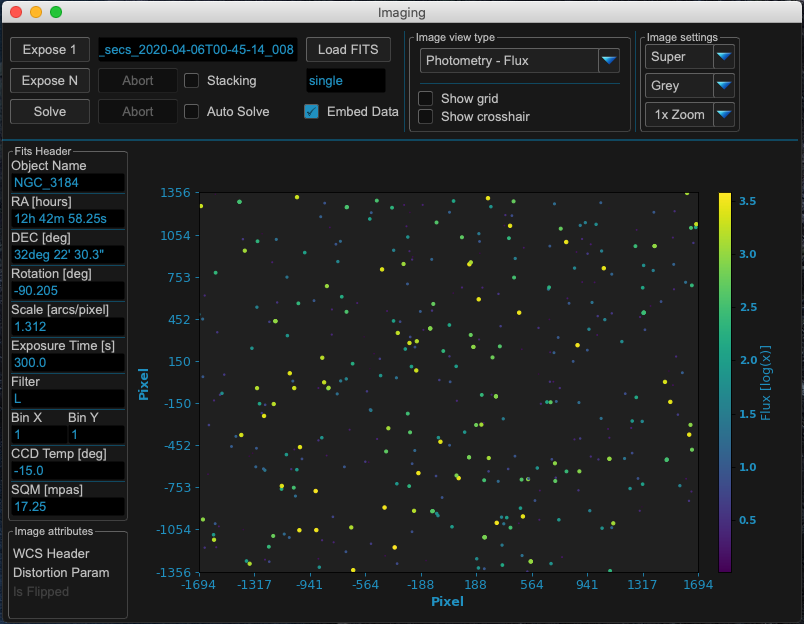 Imaging
Expose 1
_secs_2020-04-06T00-45-14_008
Load FITS
Expose N
Abort
Stacking
single
Solve
Abort
Auto Solve
Embed Data
Image view type
Photometry - Flux
Show grid
Show crosshair
Image settings
Super
Grey
1x Zoom
Fits Header
Object Name
NGC_3184
RA [hours]
12h 42m 58.25s
DEC [deg]
32deg 22' 30.3"
Rotation [deg]
-90.205
Scale [arcs/pixel]
1.312
Exposure Time [s]
300.0
Filter
L
Bin X Bin Y
1 1
CCD Temp [deg]
-15.0
SQM [mpas]
17.25
Image attributes
WCS Header
Distortion Param
Is Flipped
Pixel
1356
1054
753
452
150
-150
-452
-753
-1054
-1356
-1694 -1317 -941 -564 -188 188 564 941 1317 1694
Pixel
3.5
3.0
2.5
2.0
1.5
1.0
0.5
Flux [log(x)]